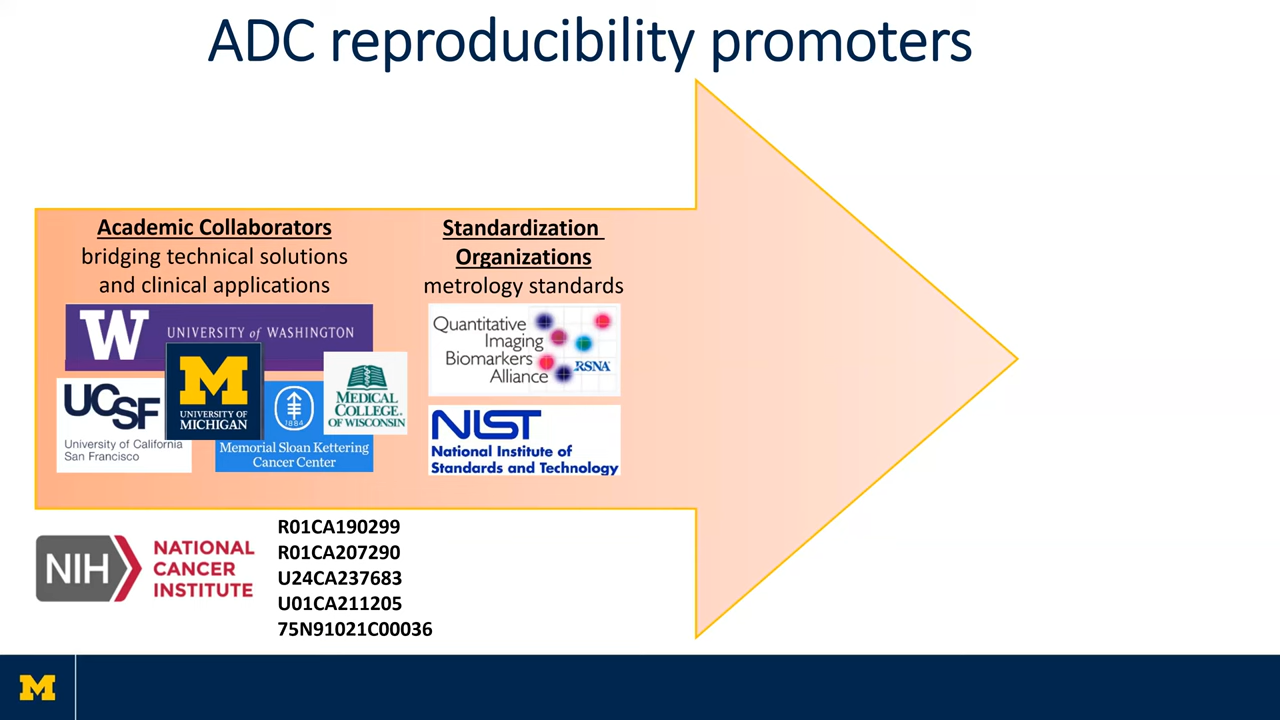 ADC reproducibility promoters
Academic Collaborators
bridging technical solutions
and clinical applications
W
UNIVERSITY of WASHINGTON
UCSF
University of California
San Francisco
M
UNIVERSITY OF
MICHIGAN
1884
Memorial Sloan Kettering
Cancer Center
MEDICAL
COLLEGE
OF WISCONSIN
Standardization
Organizations
metrology standards
Quantitative
Imaging
Biomarkers
Alliance
RSNA
NIST
National Institute of
Standards and Technology
NIH
NATIONAL
CANCER
INSTITUTE
R01CA190299
R01CA207290
U24CA237683
U01CA211205
75N91021C00036
M